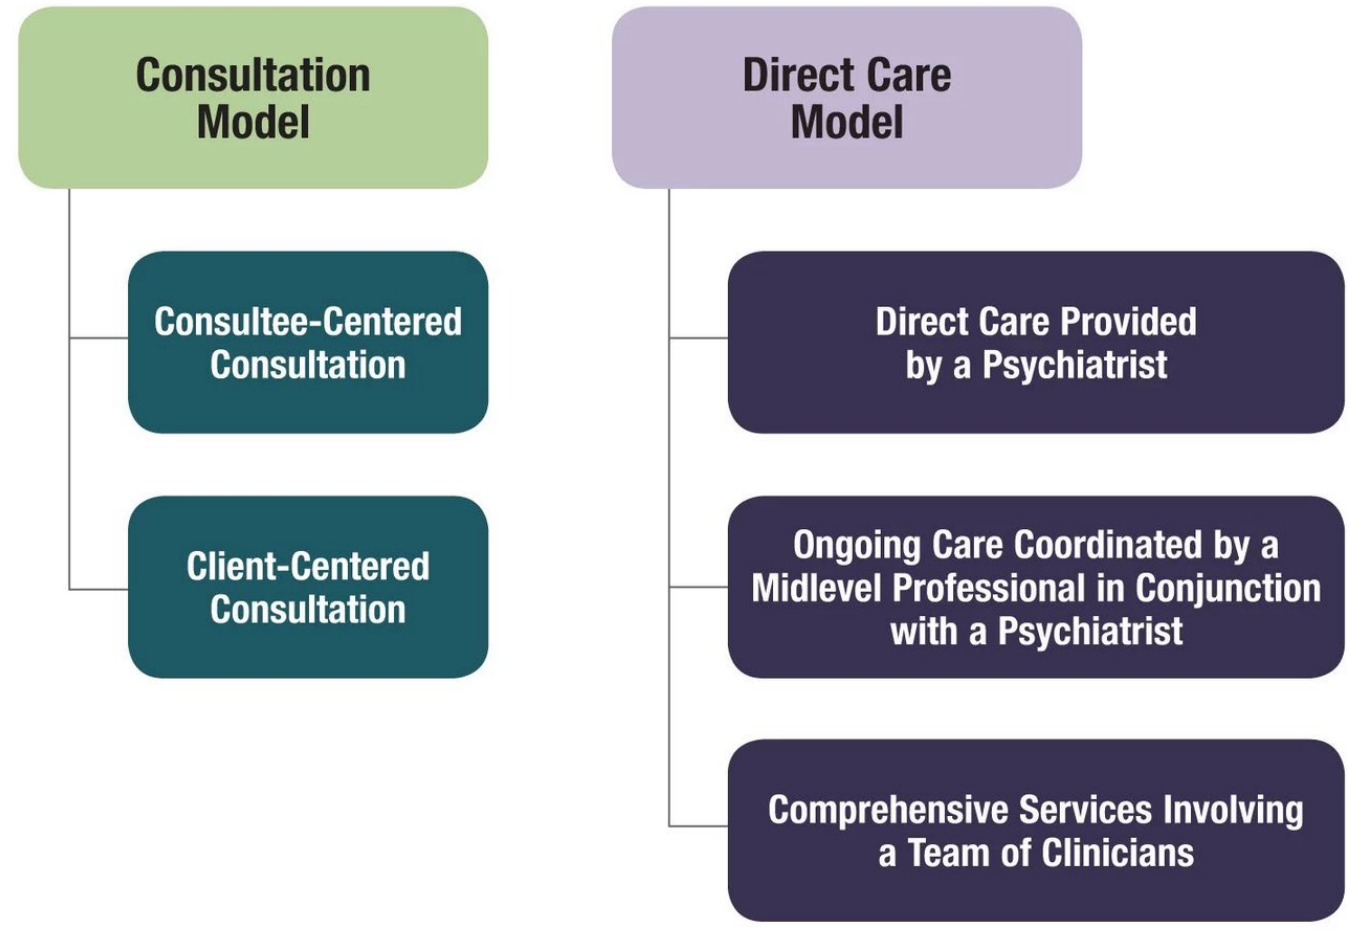 Consultation
Model
Consultee-Centered
Consultation
Client-Centered
Consultation
Direct Care
Model
Direct Care Provided
by a Psychiatrist
Ongoing Care Coordinated by a
Midlevel Professional in Conjunction
with a Psychiatrist
Comprehensive Services Involving
a Team of Clinicians